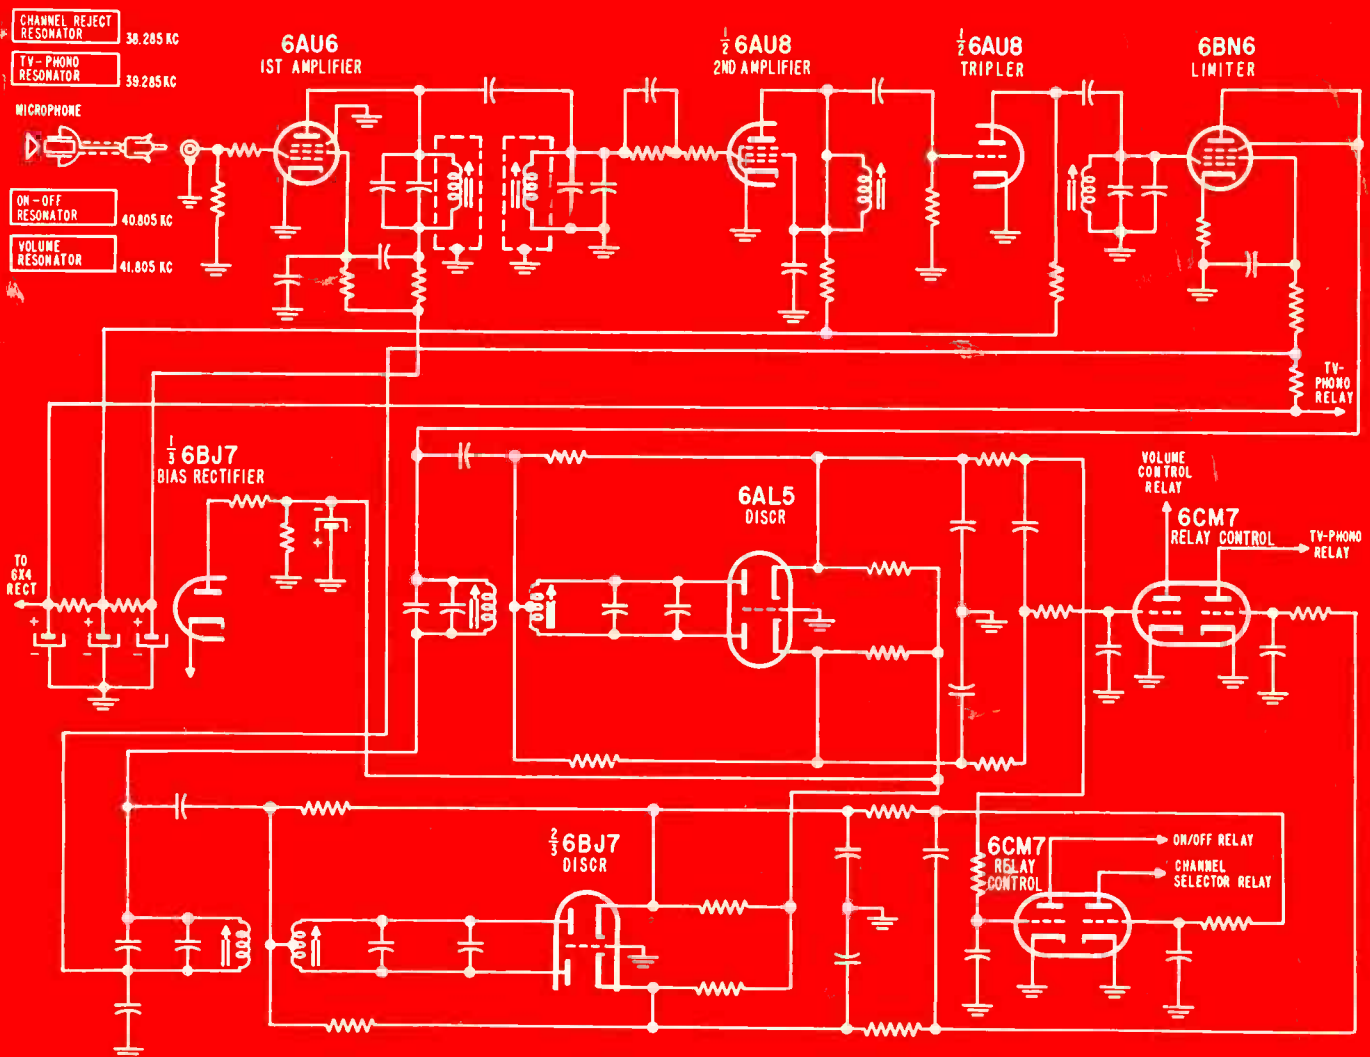 CHANNEL REJECT
RESONATOR
38.285 KC
TV-PHONO
RESONATOR
39.285 KC
MICROPHONE
ON-OFF
RESONATOR
40.805 KC
VOLUME
RESONATOR
41.805 KC
6AU6
1ST AMPLIFIER
1/2 6AU8
2ND AMPLIFIER
1/2 6AU8
TRIPLER
6BN6
LIMITER
TV-
PHONO
RELAY
1/3 6BJ7
BIAS RECTIFIER
-
+
TO
6X4
RECT
+
+
+
-
-
-
6AL5
DISCR
VOLUME
CONTROL
RELAY
6CM7
RELAY CONTROL
TV-PHONO
RELAY
2/3 6BJ7
DISCR
6CM7
RELAY
CONTROL
ON/OFF RELAY
CHANNEL
SELECTOR RELAY